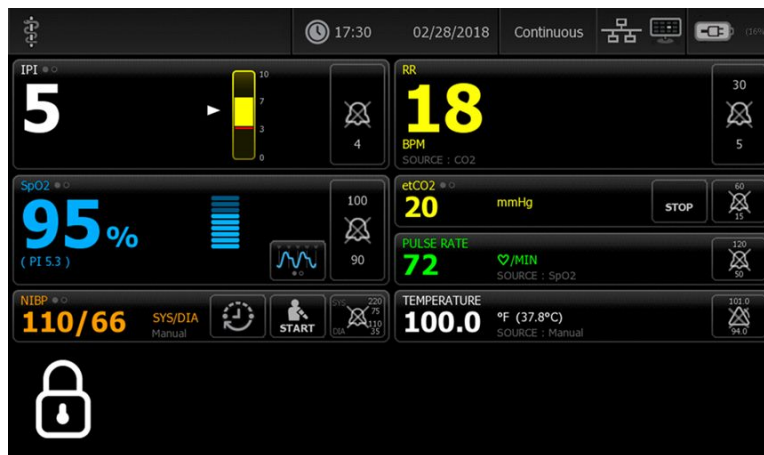 17:30 02/28/2018 Continuous (16%
IPI
5
10
7
3
0
4
RR
18
BPM
SOURCE : CO2
30
5
SpO2
95%
( PI 5.3 )
100
90
etCO2
20 mmHg
STOP
60
15
PULSE RATE
72 ♡/MIN
SOURCE : SpO2
120
50
NIBP
110/66 SYS/DIA
Manual
START
SYS 220
75
110
DIA 35
TEMPERATURE
100.0 °F (37.8°C)
SOURCE : Manual
101.0
94.0